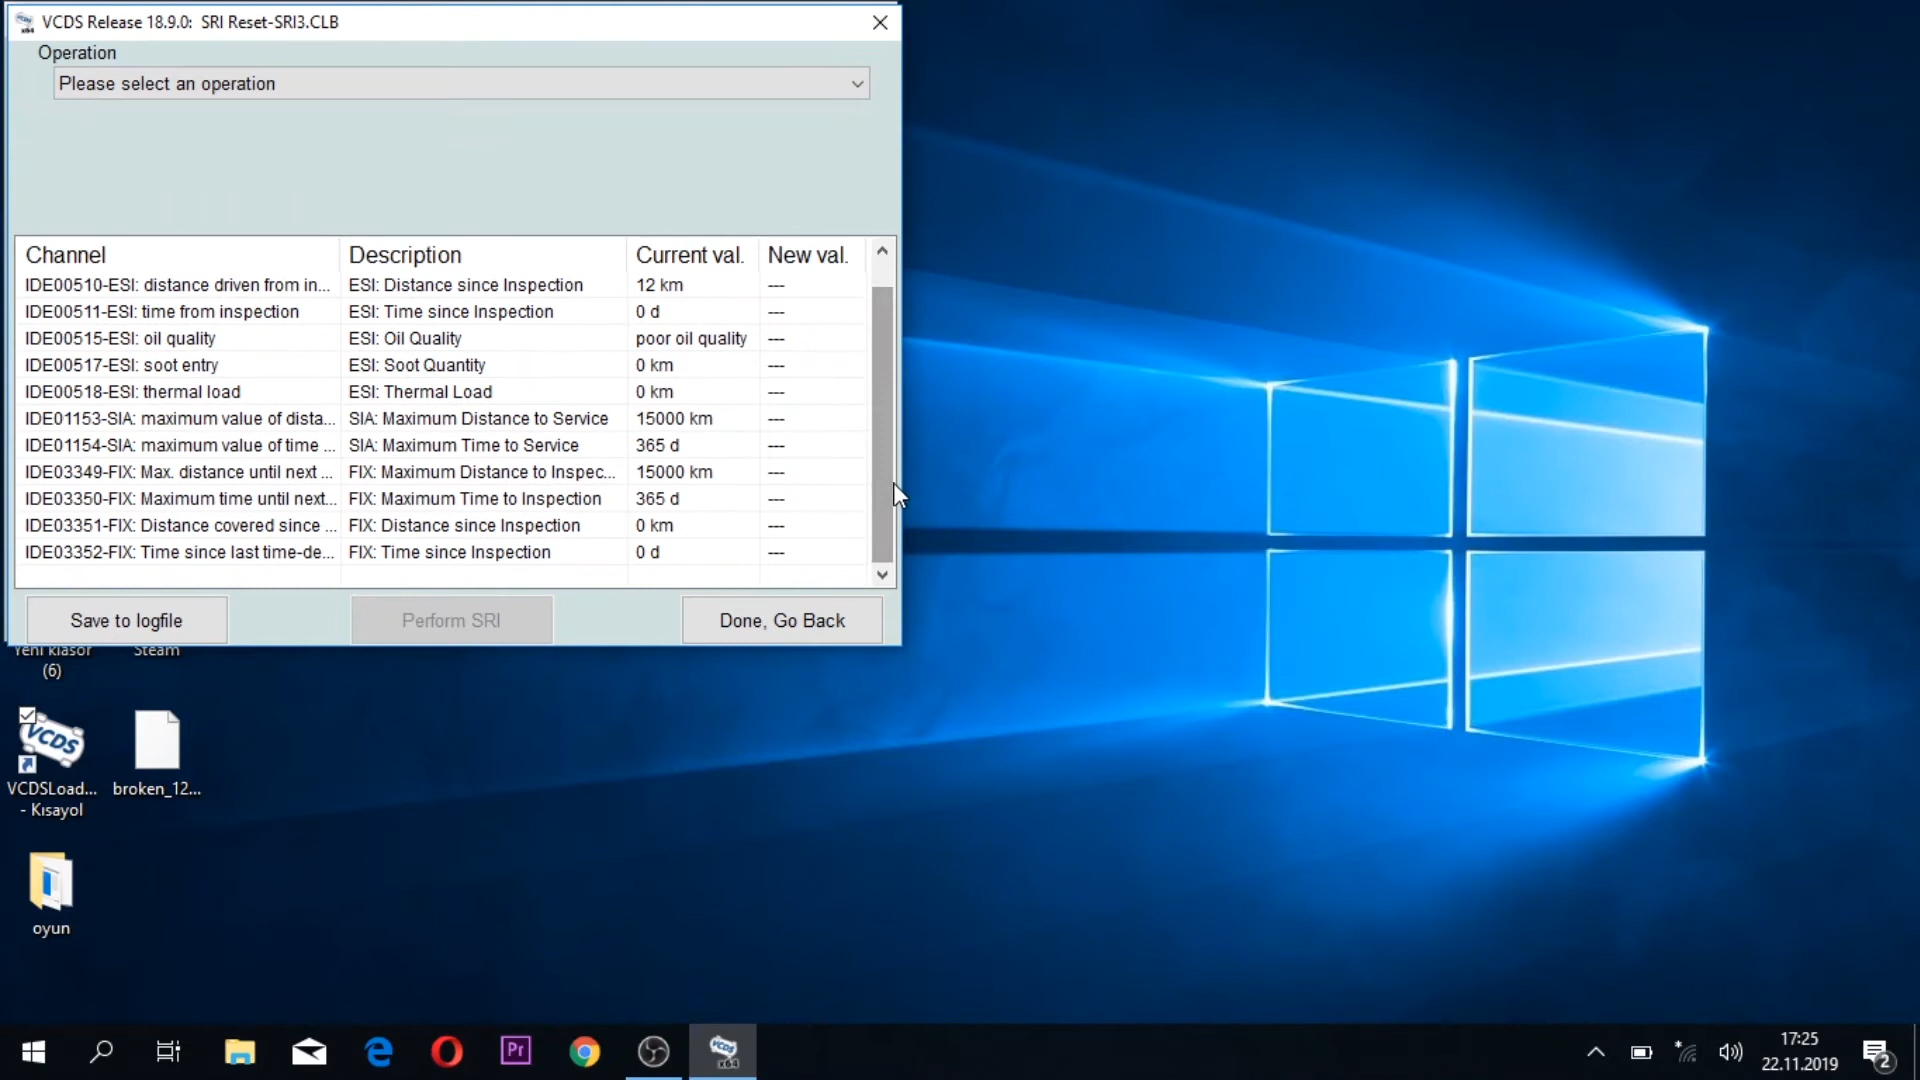 VCDS Release 18.9.0: SRI Reset-SRI3.CLB
Operation
Please select an operation
Channel Description Current val. New val.
IDE00510-ESI: distance driven from in... ESI: Distance since Inspection 12 km ---
IDE00511-ESI: time from inspection ESI: Time since Inspection 0 d ---
IDE00515-ESI: oil quality ESI: Oil Quality poor oil quality ---
IDE00517-ESI: soot entry ESI: Soot Quantity 0 km ---
IDE00518-ESI: thermal load ESI: Thermal Load 0 km ---
IDE01153-SIA: maximum value of dista... SIA: Maximum Distance to Service 15000 km ---
IDE01154-SIA: maximum value of time ... SIA: Maximum Time to Service 365 d ---
IDE03349-FIX: Max. distance until next ... FIX: Maximum Distance to Inspec... 15000 km ---
IDE03350-FIX: Maximum time until next... FIX: Maximum Time to Inspection 365 d ---
IDE03351-FIX: Distance covered since ... FIX: Distance since Inspection 0 km ---
IDE03352-FIX: Time since last time-de... FIX: Time since Inspection 0 d ---
Save to logfile Perform SRI Done, Go Back
Yeni klasör Steam
(6)
VCDS
VCDSLoad... broken_12...
- Kısayol
oyun
Pr
VCDS
x64
17:25
22.11.2019
2